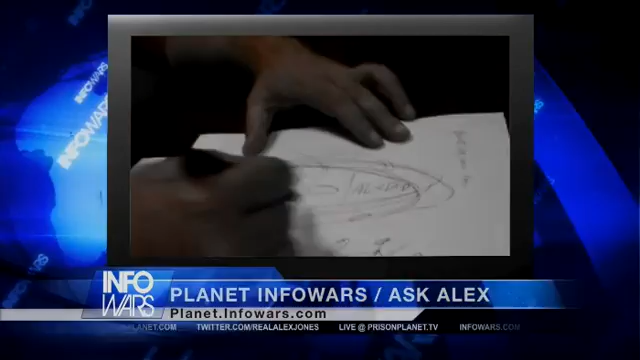 INFOWARS
INFOWARS
INFOWARS
INFO
WARS
PLANET INFOWARS / ASK ALEX
Planet.Infowars.com
PLANET.COM
TWITTER.COM/REALALEXJONES
LIVE @ PRISONPLANET.TV
INFOWARS.COM